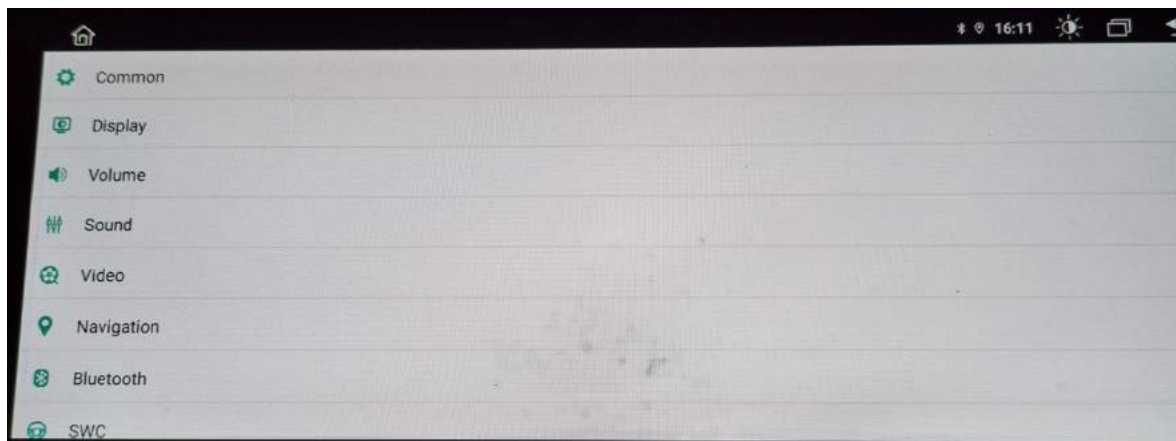 16:11
Common
Display
Volume
Sound
Video
Navigation
Bluetooth
SWC